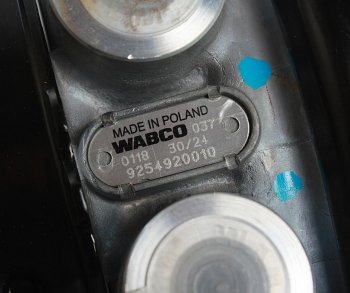 MADE IN POLAND
WABCO 037
0118 30/24
9254920010